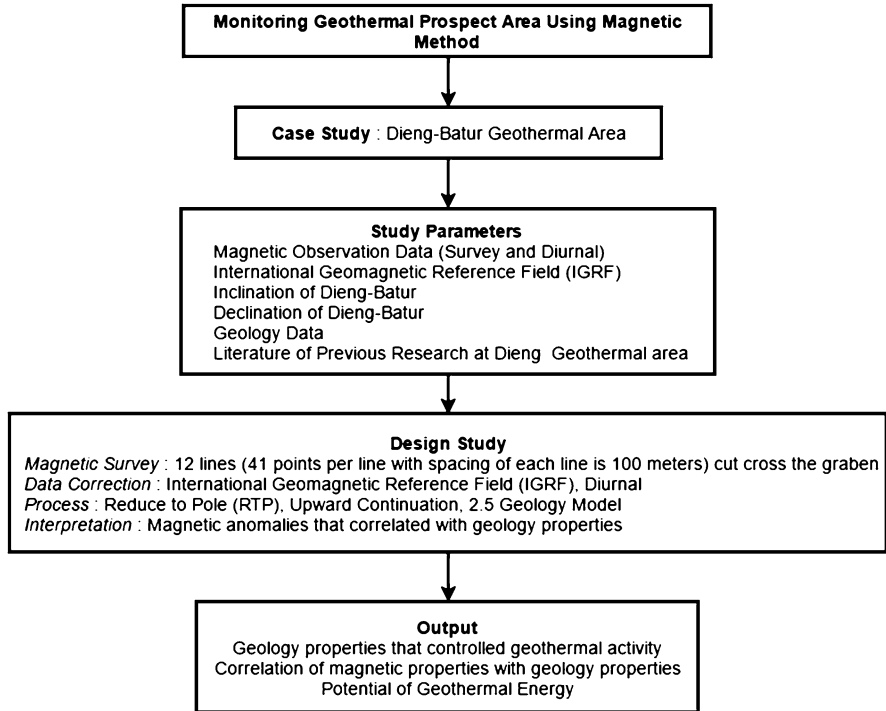 Monitoring Geothermal Prospect Area Using Magnetic
Method
Case Study : Dieng-Batur Geothermal Area
Study Parameters
Magnetic Observation Data (Survey and Diurnal)
International Geomagnetic Reference Field (IGRF)
Inclination of Dieng-Batur
Declination of Dieng-Batur
Geology Data
Literature of Previous Research at Dieng Geothermal area
Design Study
Magnetic Survey : 12 lines (41 points per line with spacing of each line is 100 meters) cut cross the graben
Data Correction : International Geomagnetic Reference Field (IGRF), Diurnal
Process : Reduce to Pole (RTP), Upward Continuation, 2.5 Geology Model
Interpretation : Magnetic anomalies that correlated with geology properties
Output
Geology properties that controlled geothermal activity
Correlation of magnetic properties with geology properties
Potential of Geothermal Energy